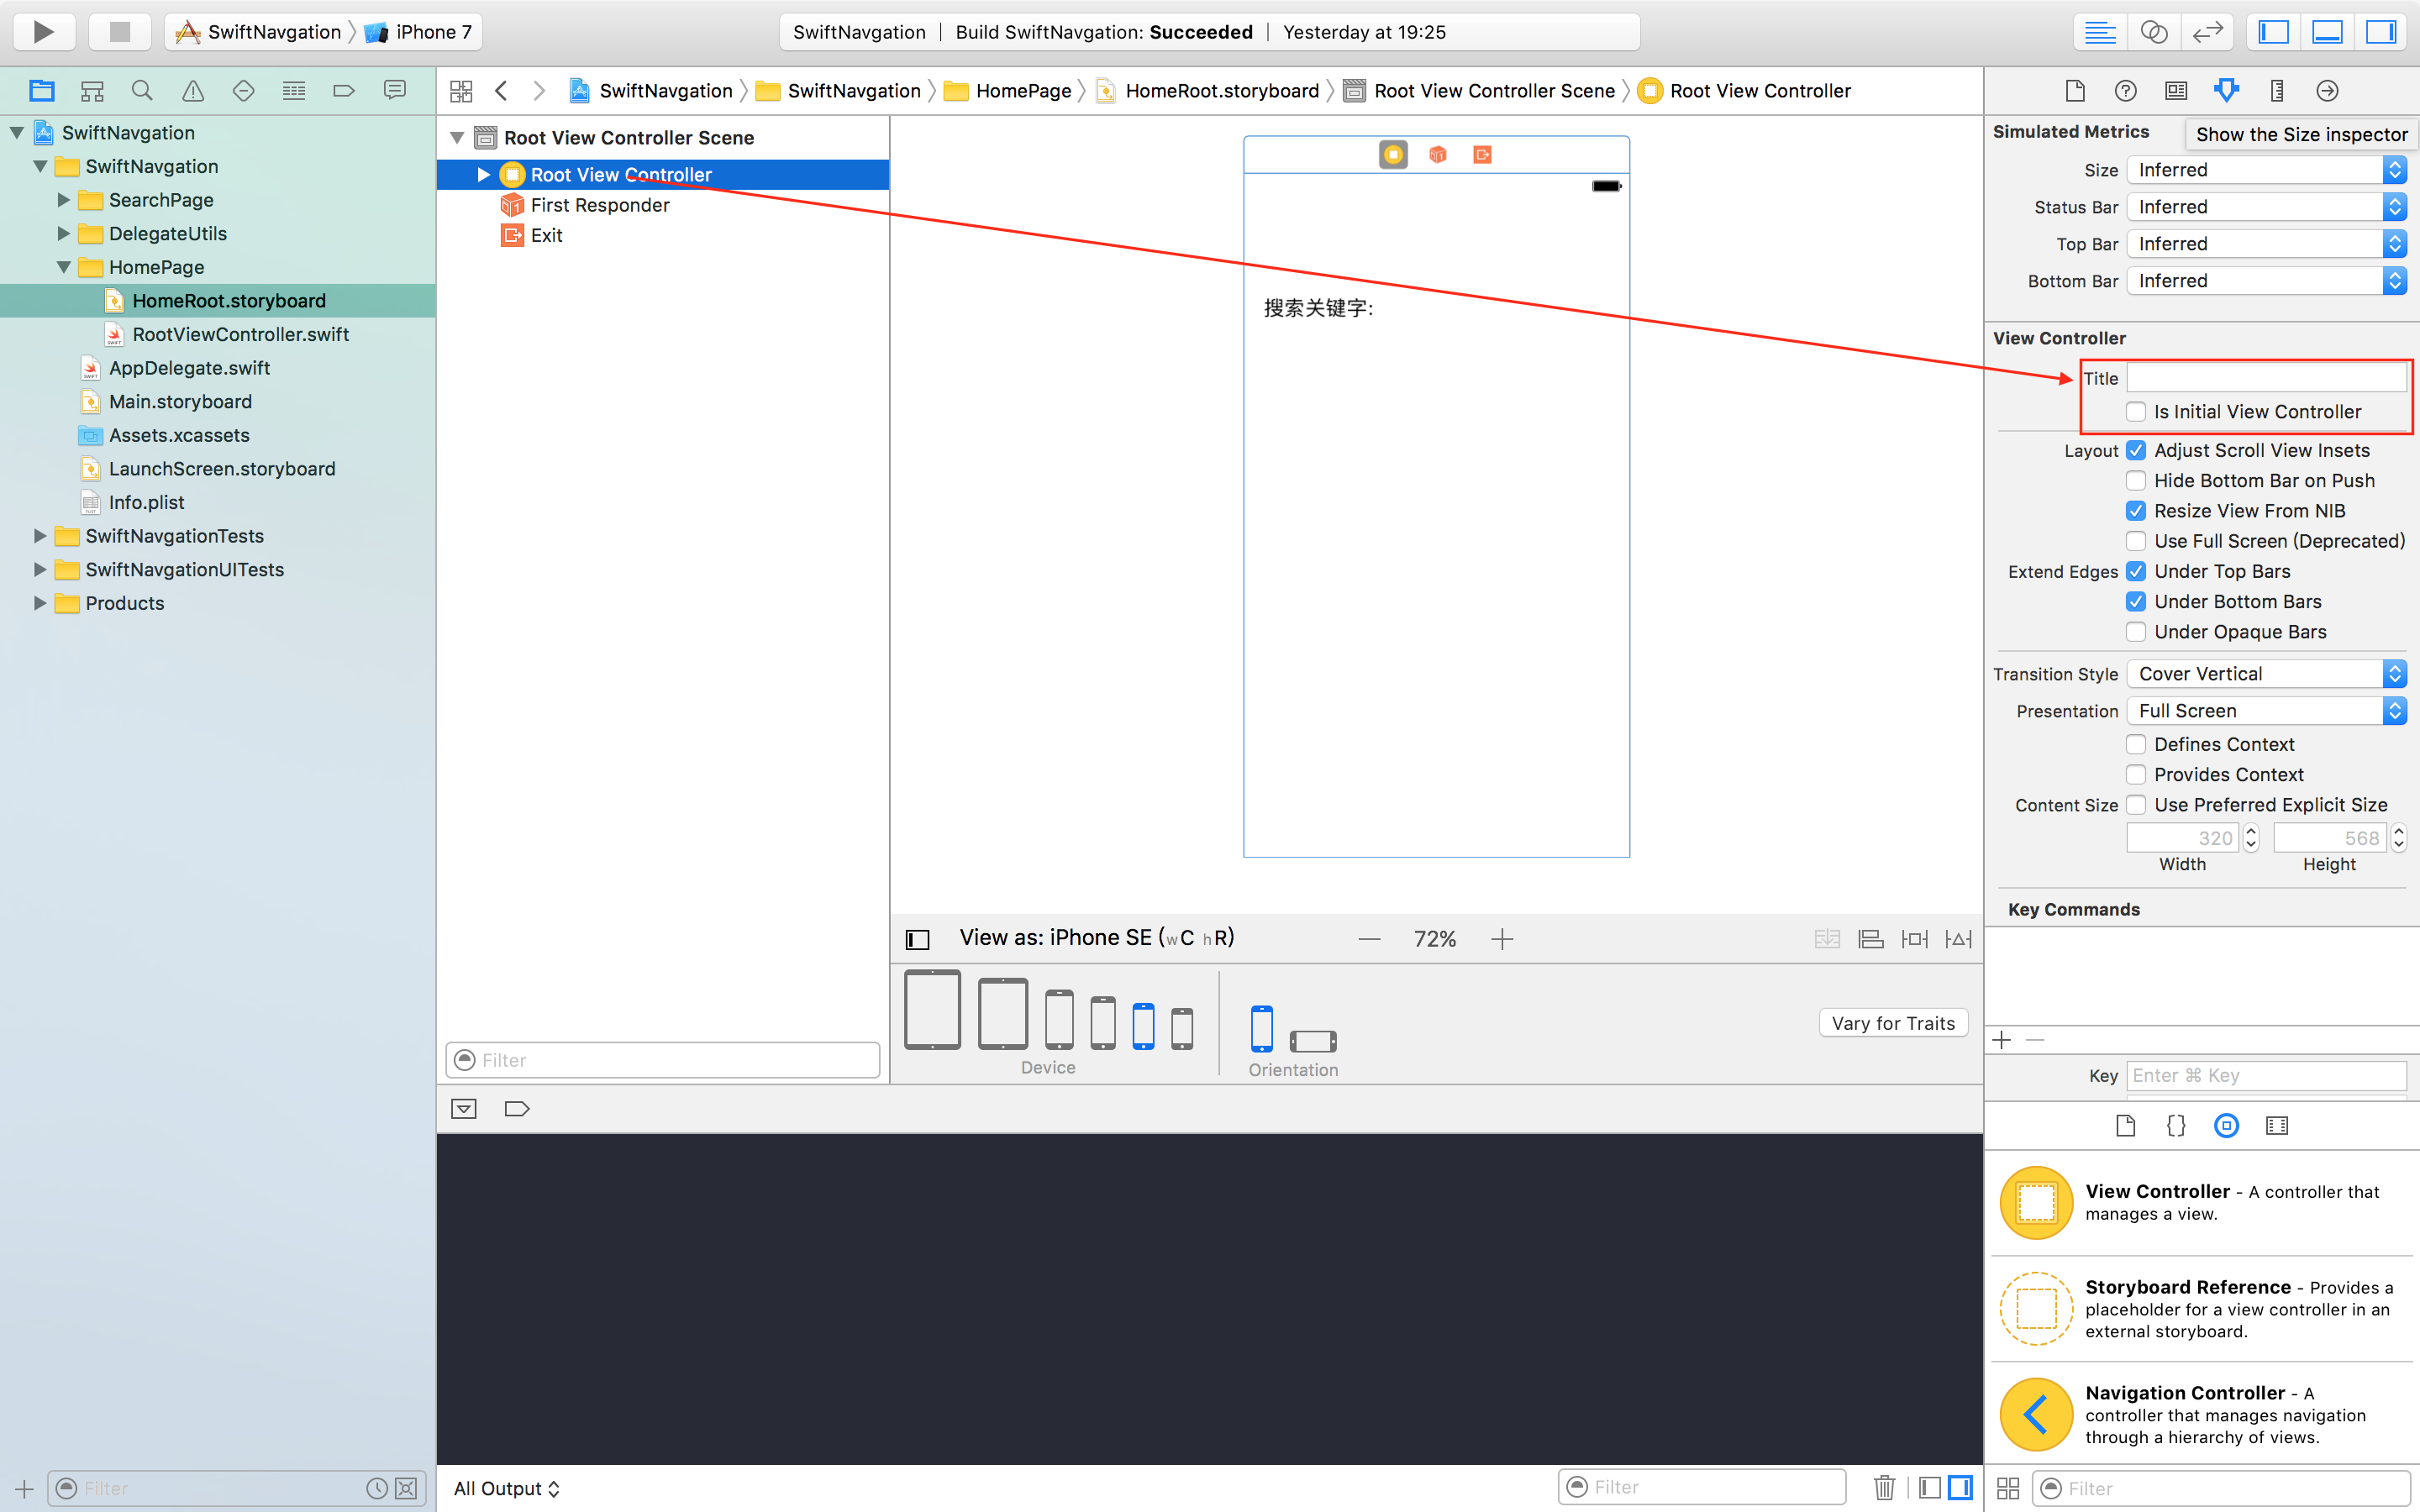 SwiftNavgation
iPhone 7
SwiftNavgation | Build SwiftNavgation: Succeeded | Yesterday at 19:25
SwiftNavgation
SwiftNavgation
SearchPage
DelegateUtils
HomePage
HomeRoot.storyboard
RootViewController.swift
AppDelegate.swift
Main.storyboard
Assets.xcassets
LaunchScreen.storyboard
Info.plist
SwiftNavgationTests
SwiftNavgationUITests
Products
Filter
SwiftNavgation
SwiftNavgation
HomePage
HomeRoot.storyboard
Root View Controller Scene
Root View Controller
Root View Controller Scene
Root View Controller
First Responder
Exit
Filter
搜索关键字:
View as: iPhone SE (wC hR)
72%
Device
Orientation
Vary for Traits
All Output
Filter
Simulated Metrics
Show the Size inspector
Size Inferred
Status Bar Inferred
Top Bar Inferred
Bottom Bar Inferred
View Controller
Title
Is Initial View Controller
Layout Adjust Scroll View Insets
Hide Bottom Bar on Push
Resize View From NIB
Use Full Screen (Deprecated)
Extend Edges Under Top Bars
Under Bottom Bars
Under Opaque Bars
Transition Style Cover Vertical
Presentation Full Screen
Defines Context
Provides Context
Content Size Use Preferred Explicit Size
320 568
Width Height
Key Commands
Key Enter ⌘ Key
View Controller - A controller that
manages a view.
Storyboard Reference - Provides a
placeholder for a view controller in an
external storyboard.
Navigation Controller - A
controller that manages navigation
through a hierarchy of views.
Filter